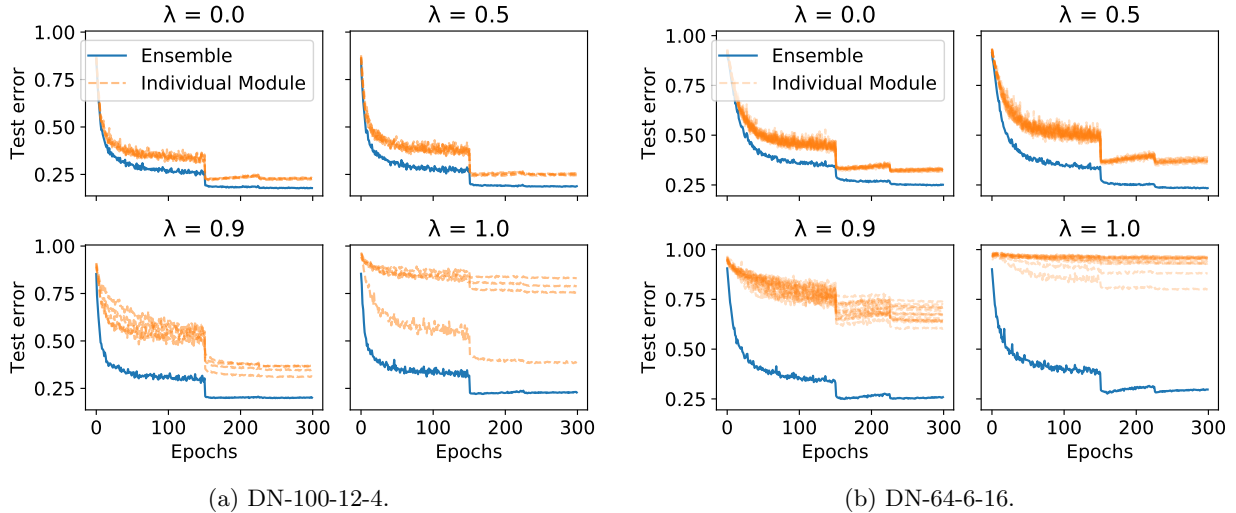 λ = 0.0
λ = 0.5
1.00
0.75
0.50
0.25
Test error
Ensemble
Individual Module
λ = 0.9
λ = 1.0
1.00
0.75
0.50
0.25
Test error
0 100 200 300
0 100 200 300
Epochs
Epochs
(a) DN-100-12-4.
λ = 0.0
λ = 0.5
1.00
0.75
0.50
0.25
Test error
Ensemble
Individual Module
λ = 0.9
λ = 1.0
1.00
0.75
0.50
0.25
Test error
0 100 200 300
0 100 200 300
Epochs
Epochs
(b) DN-64-6-16.